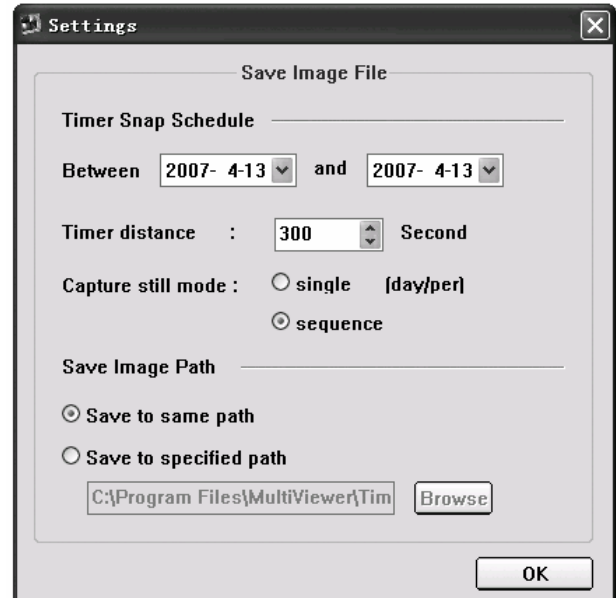 Settings
Save Image File
Timer Snap Schedule
Between 2007- 4-13 and 2007- 4-13
Timer distance : 300 Second
Capture still mode : single (day/per)
sequence
Save Image Path
Save to same path
Save to specified path
C:\Program Files\MultiViewer\Tim Browse
OK